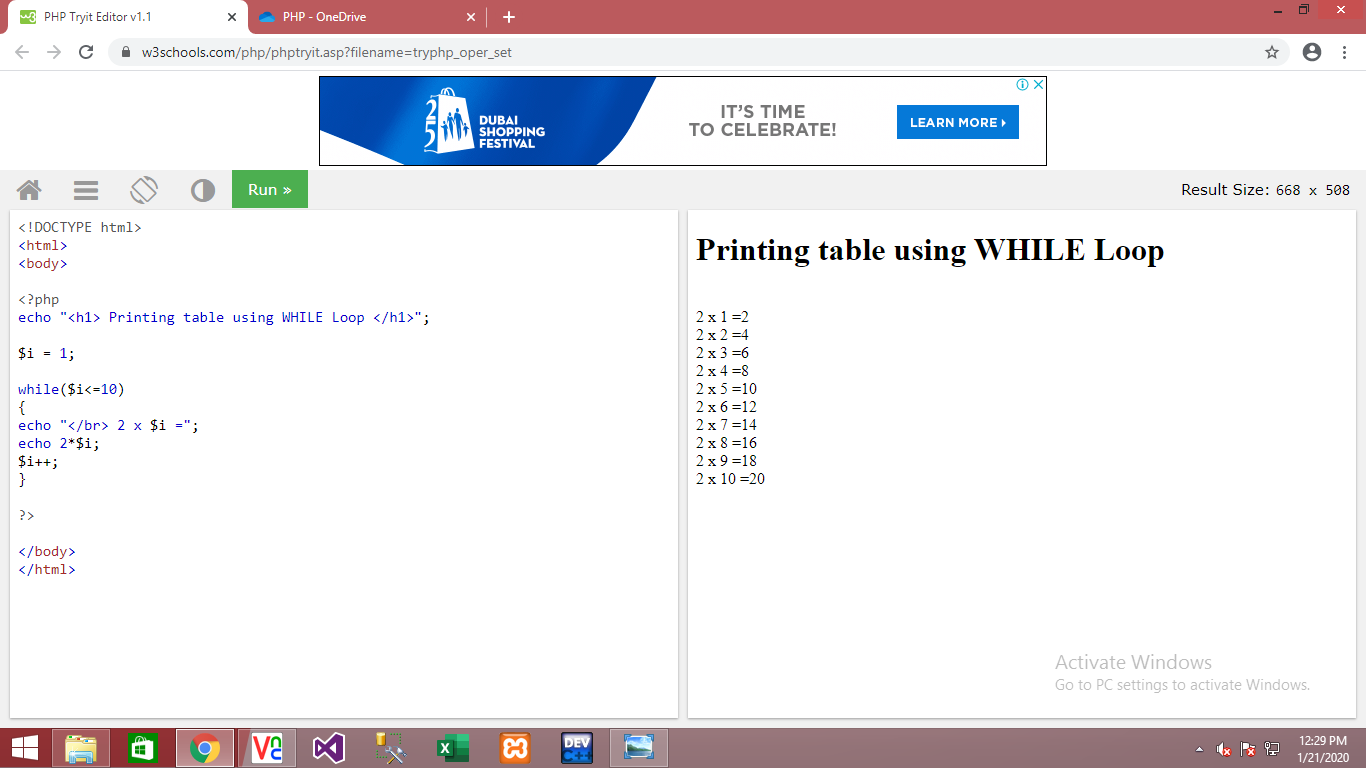 PHP Tryit Editor v1.1
PHP - OneDrive
w3schools.com/php/phptryit.asp?filename=tryphp_oper_set
25 DUBAI
SHOPPING
FESTIVAL
IT'S TIME
TO CELEBRATE!
LEARN MORE
Run »
Result Size: 668 x 508
<!DOCTYPE html>
<html>
<body>
<?php
echo "<h1> Printing table using WHILE Loop </h1>";
$i = 1;
while($i<=10)
{
echo "</br> 2 x $i =";
echo 2*$i;
$i++;
}
?>
</body>
</html>
Printing table using WHILE Loop
2 x 1 =2
2 x 2 =4
2 x 3 =6
2 x 4 =8
2 x 5 =10
2 x 6 =12
2 x 7 =14
2 x 8 =16
2 x 9 =18
2 x 10 =20
Activate Windows
Go to PC settings to activate Windows.
DEV
C++
12:29 PM
1/21/2020